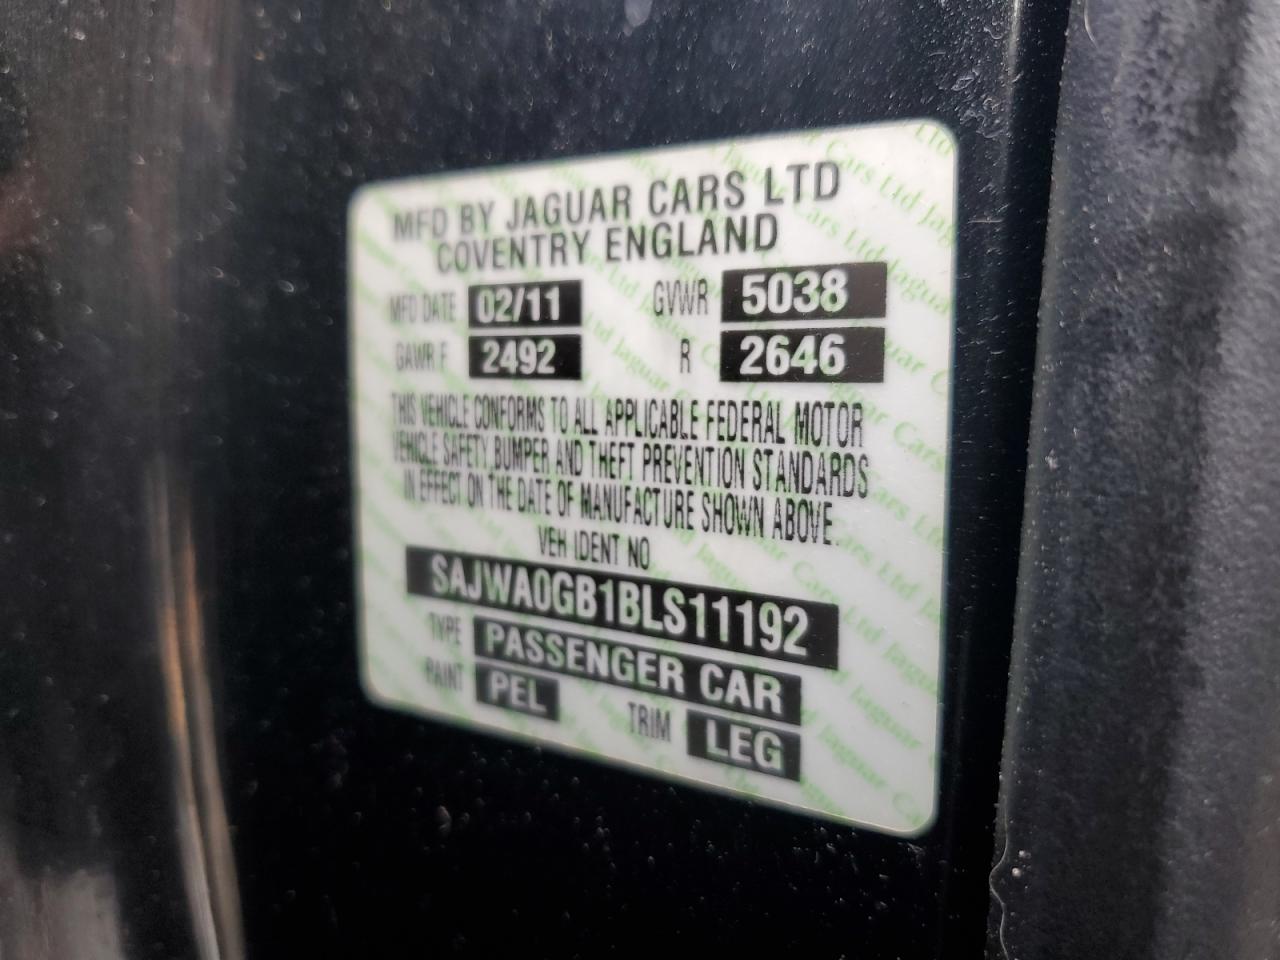 MFD BY JAGUAR CARS LTD
COVENTRY ENGLAND
MFD DATE 02/11 GVWR 5038
GAWR F 2492 R 2646
THIS VEHICLE CONFORMS TO ALL APPLICABLE FEDERAL MOTOR
VEHICLE SAFETY, BUMPER AND THEFT PREVENTION STANDARDS
IN EFFECT ON THE DATE OF MANUFACTURE SHOWN ABOVE.
VEH IDENT NO
SAJWA0GB1BLS11192
TYPE PASSENGER CAR
PAINT PEL TRIM LEG